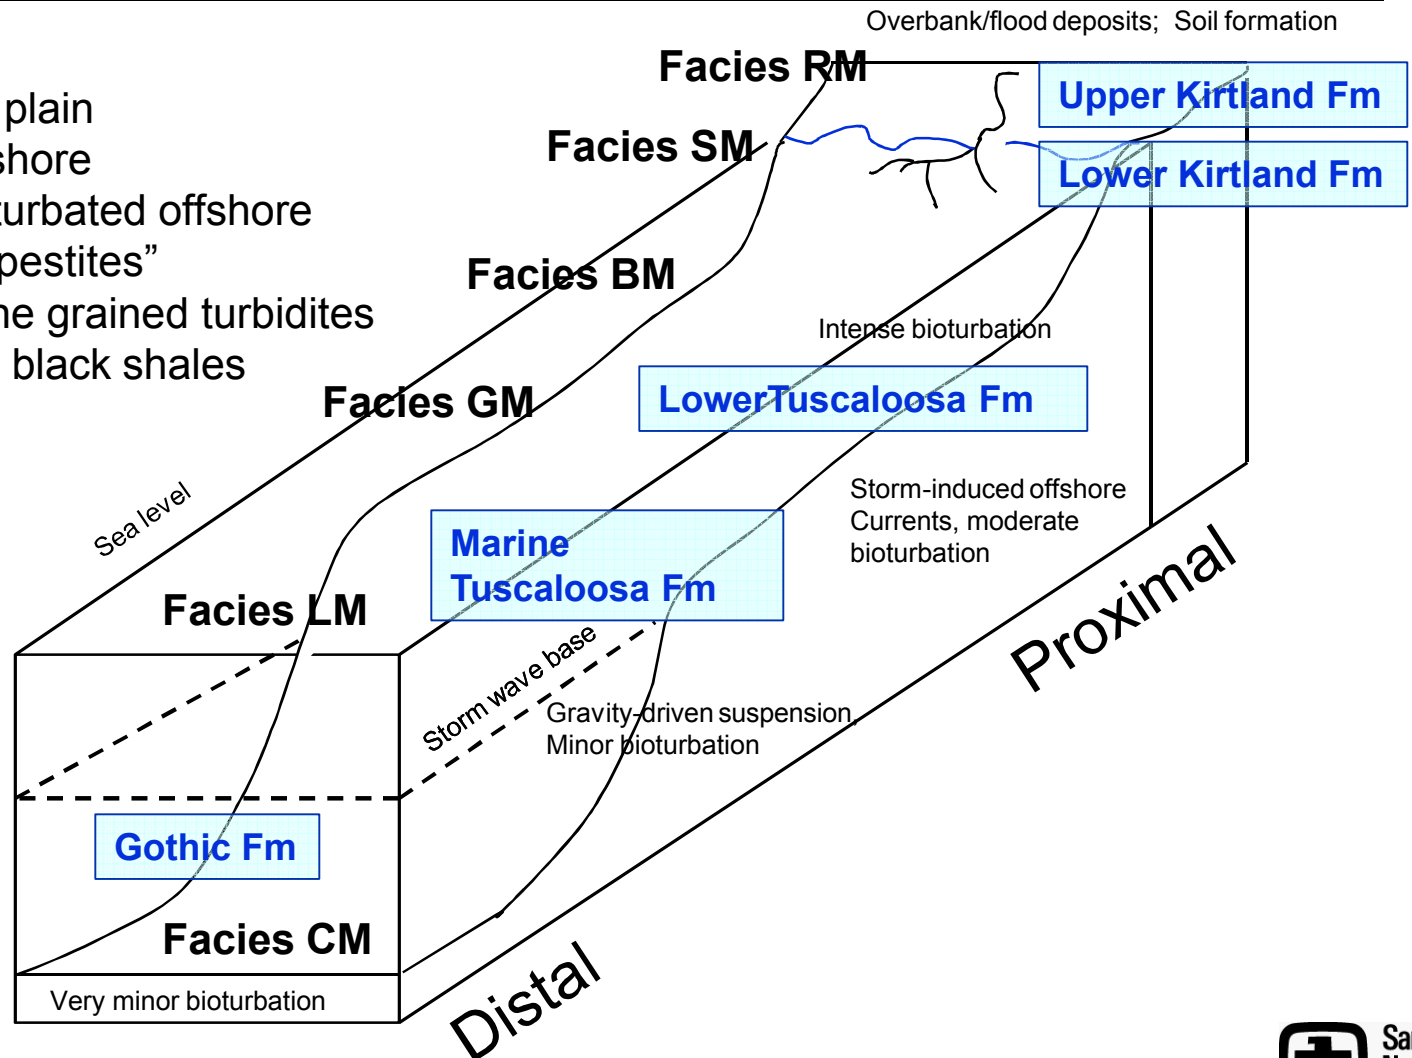 Overbank/flood deposits; Soil formation
Facies RM
Upper Kirtland Fm
plain
shore
Facies SM
Lower Kirtland Fm
turbated offshore
pestites”
Facies BM
ne grained turbidites
Intense bioturbation
black shales
Facies GM
LowerTuscaloosa Fm
Sea level
Storm-induced offshore
Currents, moderate
bioturbation
Marine
Tuscaloosa Fm
Facies LM
Proximal
Storm wave base
Gravity-driven suspension,
Minor bioturbation
Gothic Fm
Facies CM
Very minor bioturbation
Distal